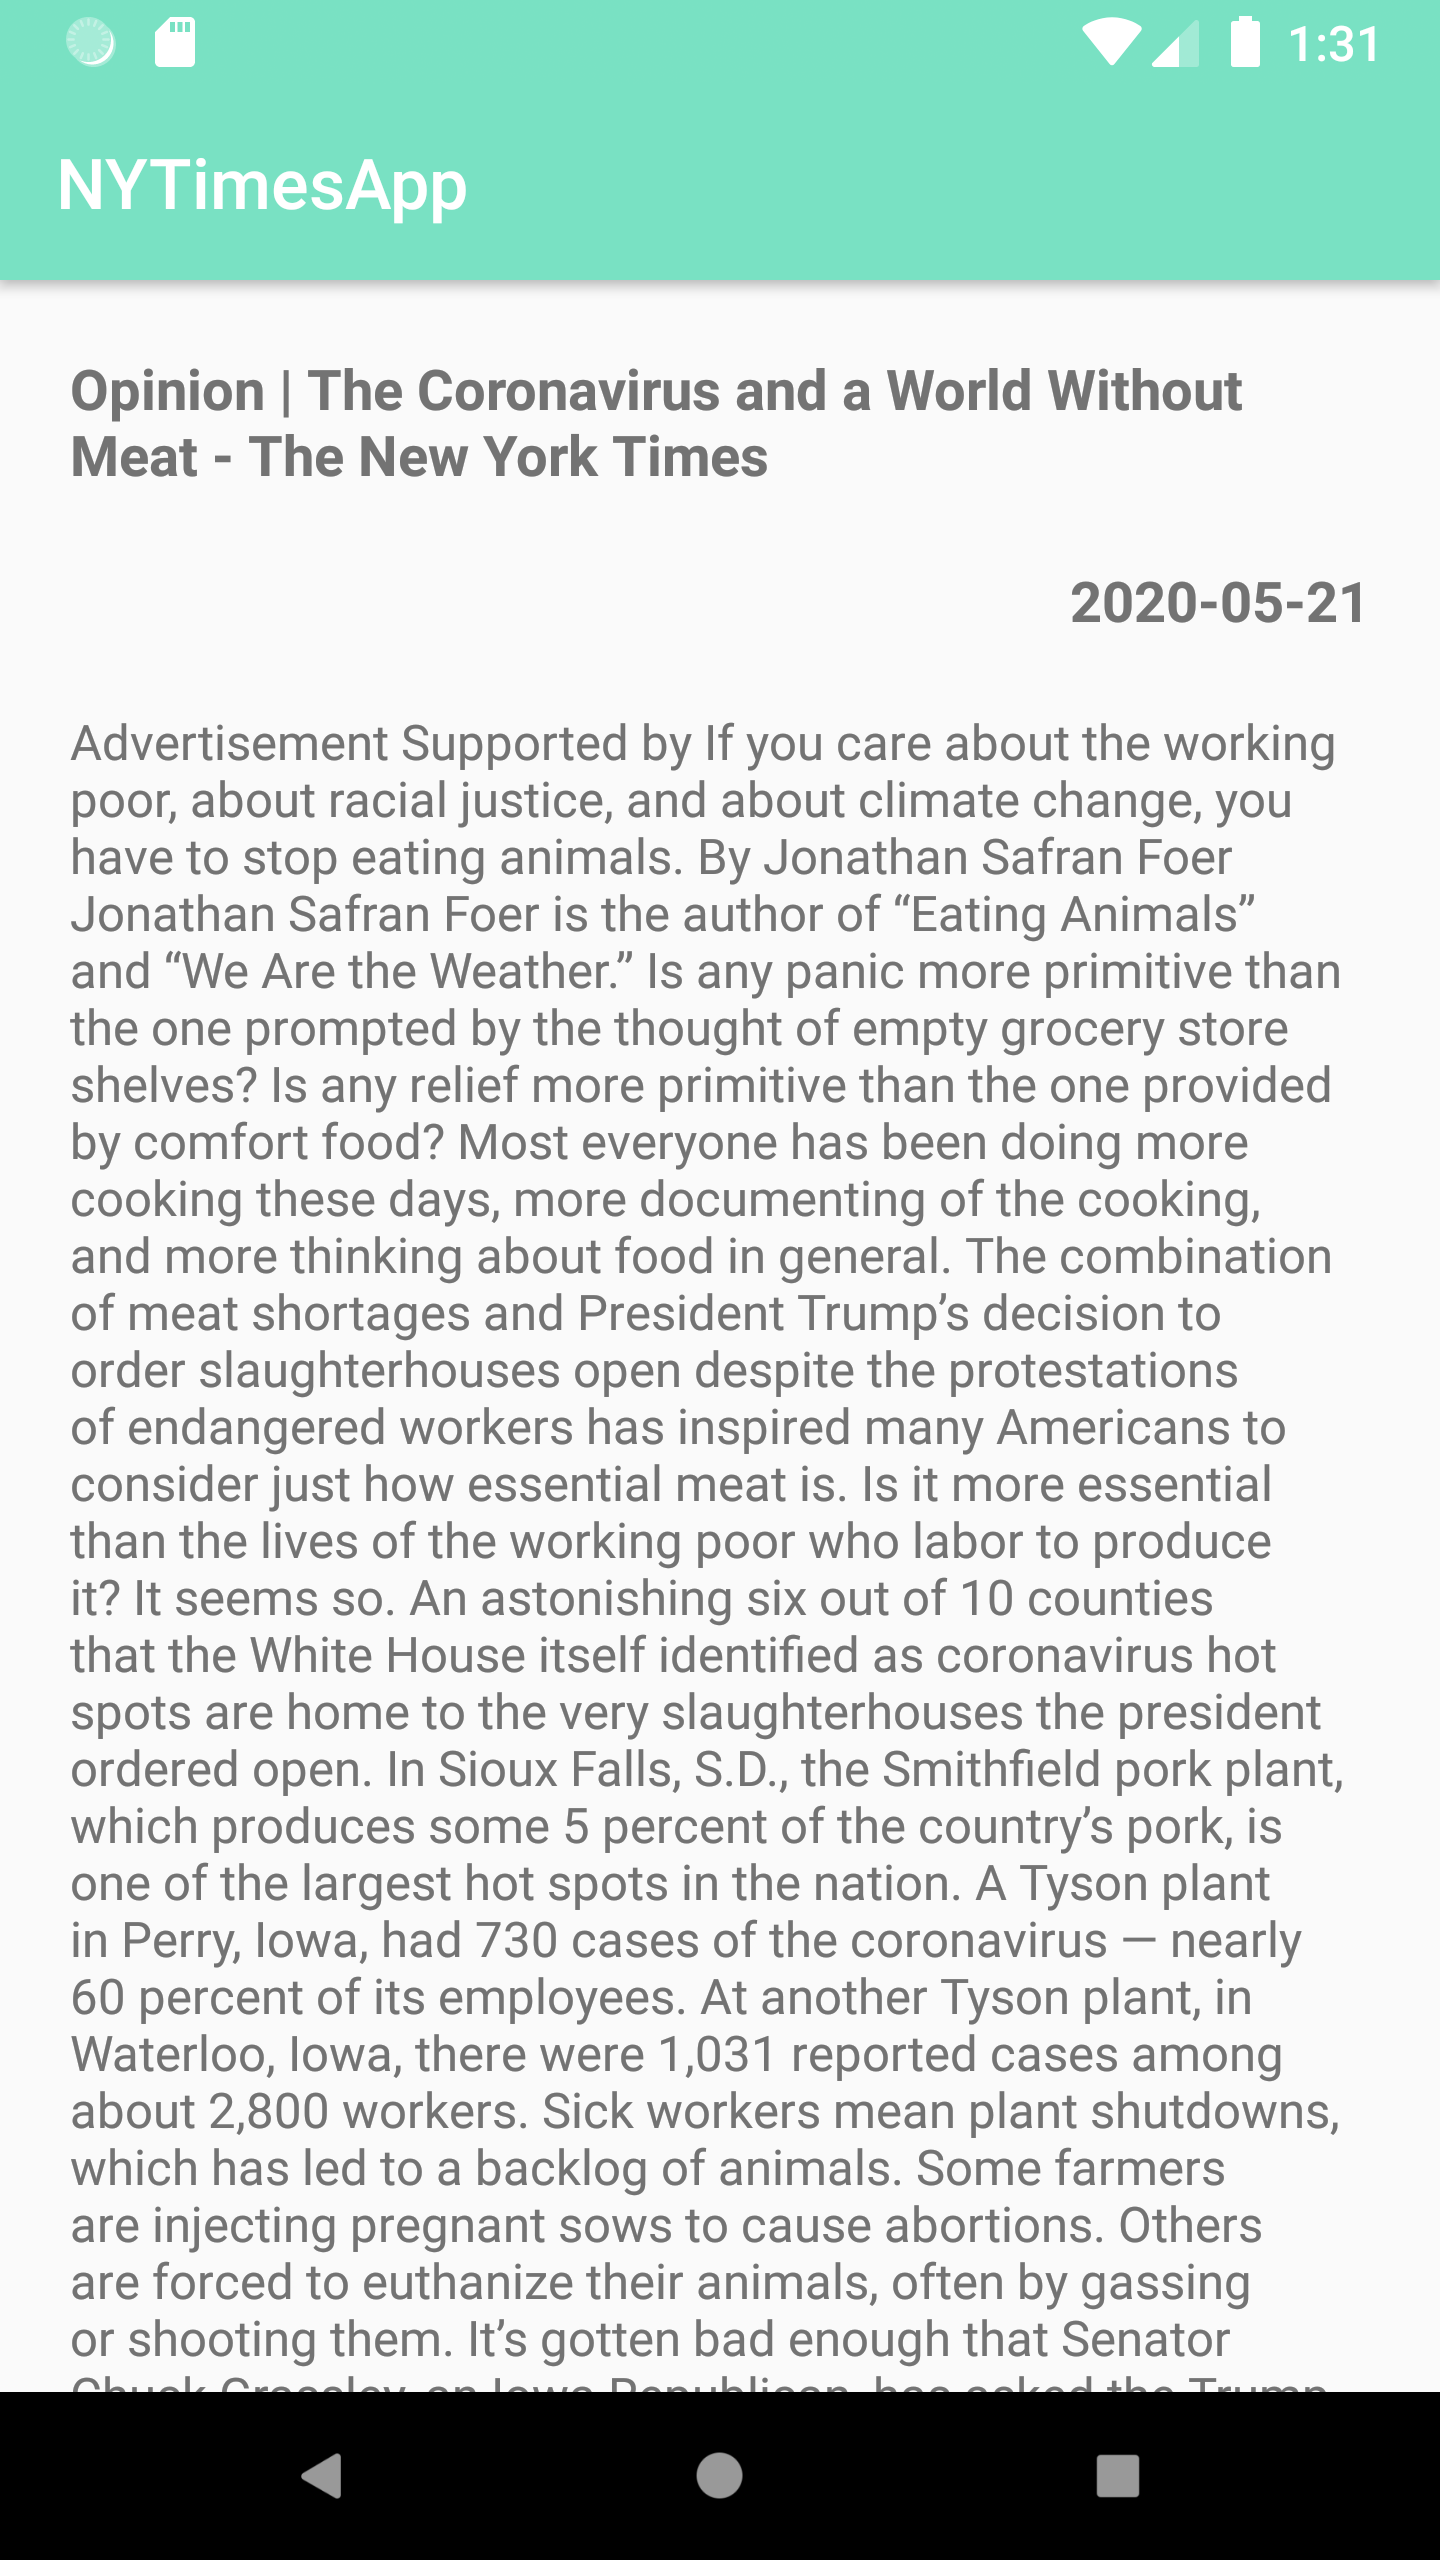 1:31
NYTimesApp
Opinion | The Coronavirus and a World Without
Meat - The New York Times
2020-05-21
Advertisement Supported by If you care about the working
poor, about racial justice, and about climate change, you
have to stop eating animals. By Jonathan Safran Foer
Jonathan Safran Foer is the author of “Eating Animals”
and “We Are the Weather.” Is any panic more primitive than
the one prompted by the thought of empty grocery store
shelves? Is any relief more primitive than the one provided
by comfort food? Most everyone has been doing more
cooking these days, more documenting of the cooking,
and more thinking about food in general. The combination
of meat shortages and President Trump’s decision to
order slaughterhouses open despite the protestations
of endangered workers has inspired many Americans to
consider just how essential meat is. Is it more essential
than the lives of the working poor who labor to produce
it? It seems so. An astonishing six out of 10 counties
that the White House itself identified as coronavirus hot
spots are home to the very slaughterhouses the president
ordered open. In Sioux Falls, S.D., the Smithfield pork plant,
which produces some 5 percent of the country’s pork, is
one of the largest hot spots in the nation. A Tyson plant
in Perry, Iowa, had 730 cases of the coronavirus — nearly
60 percent of its employees. At another Tyson plant, in
Waterloo, Iowa, there were 1,031 reported cases among
about 2,800 workers. Sick workers mean plant shutdowns,
which has led to a backlog of animals. Some farmers
are injecting pregnant sows to cause abortions. Others
are forced to euthanize their animals, often by gassing
or shooting them. It’s gotten bad enough that Senator
Chuck Grassley, an Iowa Republican, has asked the Trump